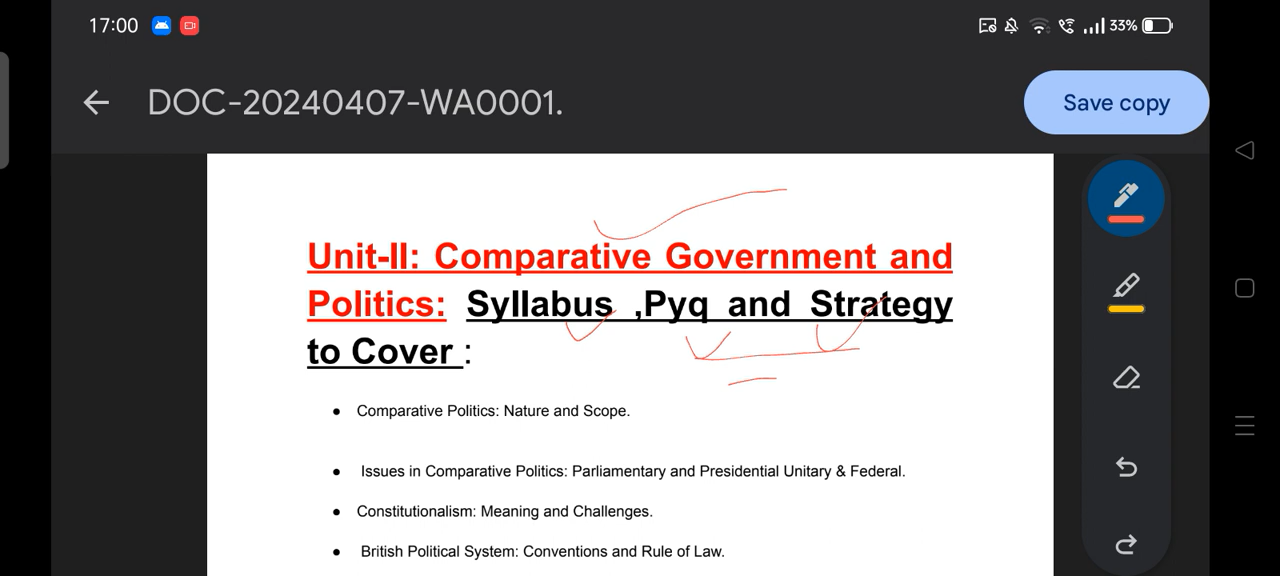 17:00
33%
DOC-20240407-WA0001.
Save copy
Unit-II: Comparative Government and
Politics: Syllabus ,Pyq and Strategy
to Cover :
● Comparative Politics: Nature and Scope.
● Issues in Comparative Politics: Parliamentary and Presidential Unitary & Federal.
● Constitutionalism: Meaning and Challenges.
● British Political System: Conventions and Rule of Law.